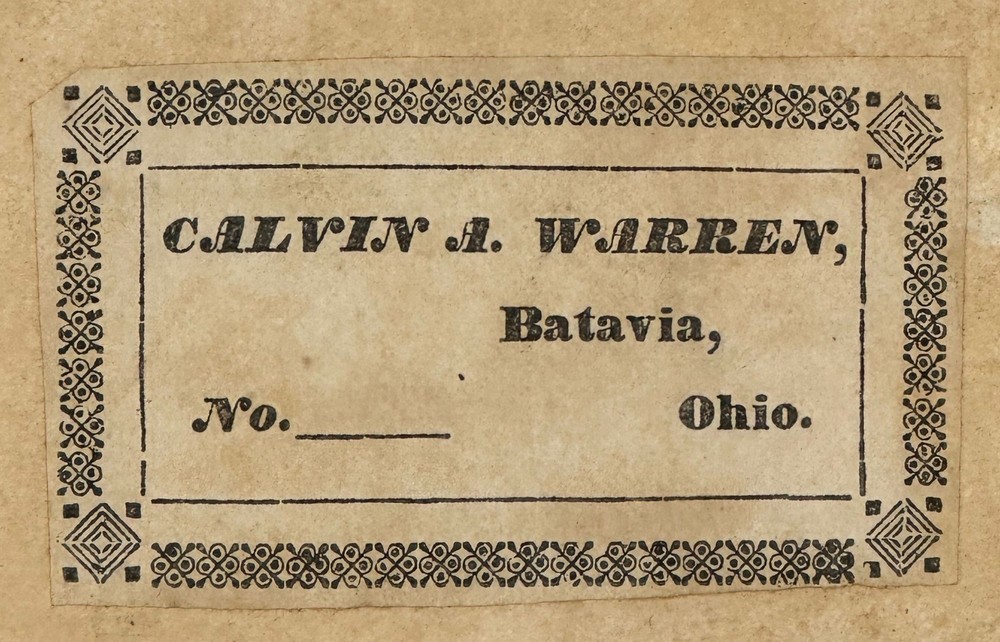 CALVIN A. WARREN,
Batavia,
No. ______ Ohio.